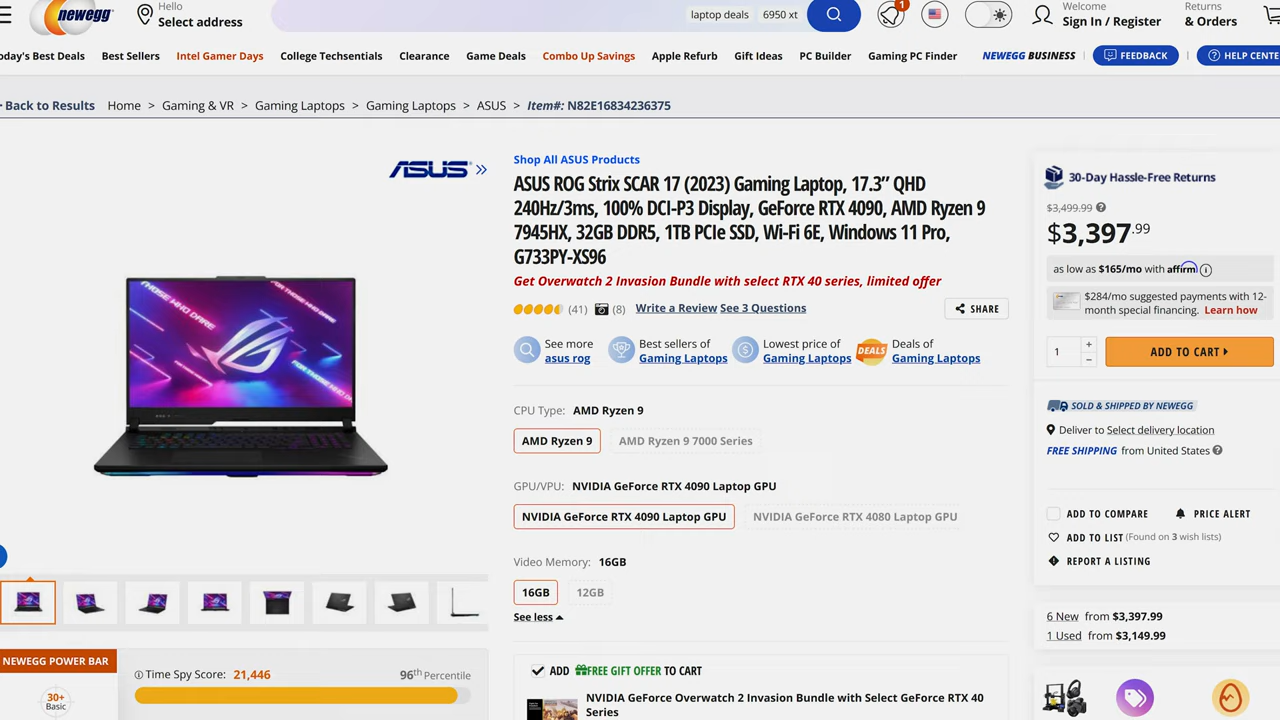 newegg
Hello
Select address
laptop deals
6950 xt
1
Welcome
Sign In / Register
Returns
& Orders
oday's Best Deals
Best Sellers
Intel Gamer Days
College Techsentials
Clearance
Game Deals
Combo Up Savings
Apple Refurb
Gift Ideas
PC Builder
Gaming PC Finder
NEWEGG BUSINESS
FEEDBACK
HELP CENTE
Back to Results
Home > Gaming & VR > Gaming Laptops > Gaming Laptops > ASUS > Item#: N82E16834236375
ASUS
Shop All ASUS Products
ASUS ROG Strix SCAR 17 (2023) Gaming Laptop, 17.3” QHD
240Hz/3ms, 100% DCI-P3 Display, GeForce RTX 4090, AMD Ryzen 9
7945HX, 32GB DDR5, 1TB PCIe SSD, Wi-Fi 6E, Windows 11 Pro,
G733PY-XS96
Get Overwatch 2 Invasion Bundle with select RTX 40 series, limited offer
(41)
(8)
Write a Review
See 3 Questions
SHARE
See more
asus rog
Best sellers of
Gaming Laptops
Lowest price of
Gaming Laptops
DEALS
Deals of
Gaming Laptops
CPU Type: AMD Ryzen 9
AMD Ryzen 9
AMD Ryzen 9 7000 Series
GPU/VPU: NVIDIA GeForce RTX 4090 Laptop GPU
NVIDIA GeForce RTX 4090 Laptop GPU
NVIDIA GeForce RTX 4080 Laptop GPU
Video Memory: 16GB
16GB
12GB
See less
ADD FREE GIFT OFFER TO CART
NVIDIA GeForce Overwatch 2 Invasion Bundle with Select GeForce RTX 40
Series
FOR THOSE WHO DARE
NEWEGG POWER BAR
30+
Basic
Time Spy Score: 21,446
96th Percentile
30-Day Hassle-Free Returns
$3,499.99
$3,397.99
as low as $165/mo with affirm
$284/mo suggested payments with 12-
month special financing. Learn how
1
ADD TO CART
SOLD & SHIPPED BY NEWEGG
Deliver to Select delivery location
FREE SHIPPING from United States
ADD TO COMPARE
PRICE ALERT
ADD TO LIST (Found on 3 wish lists)
REPORT A LISTING
6 New from $3,397.99
1 Used from $3,149.99